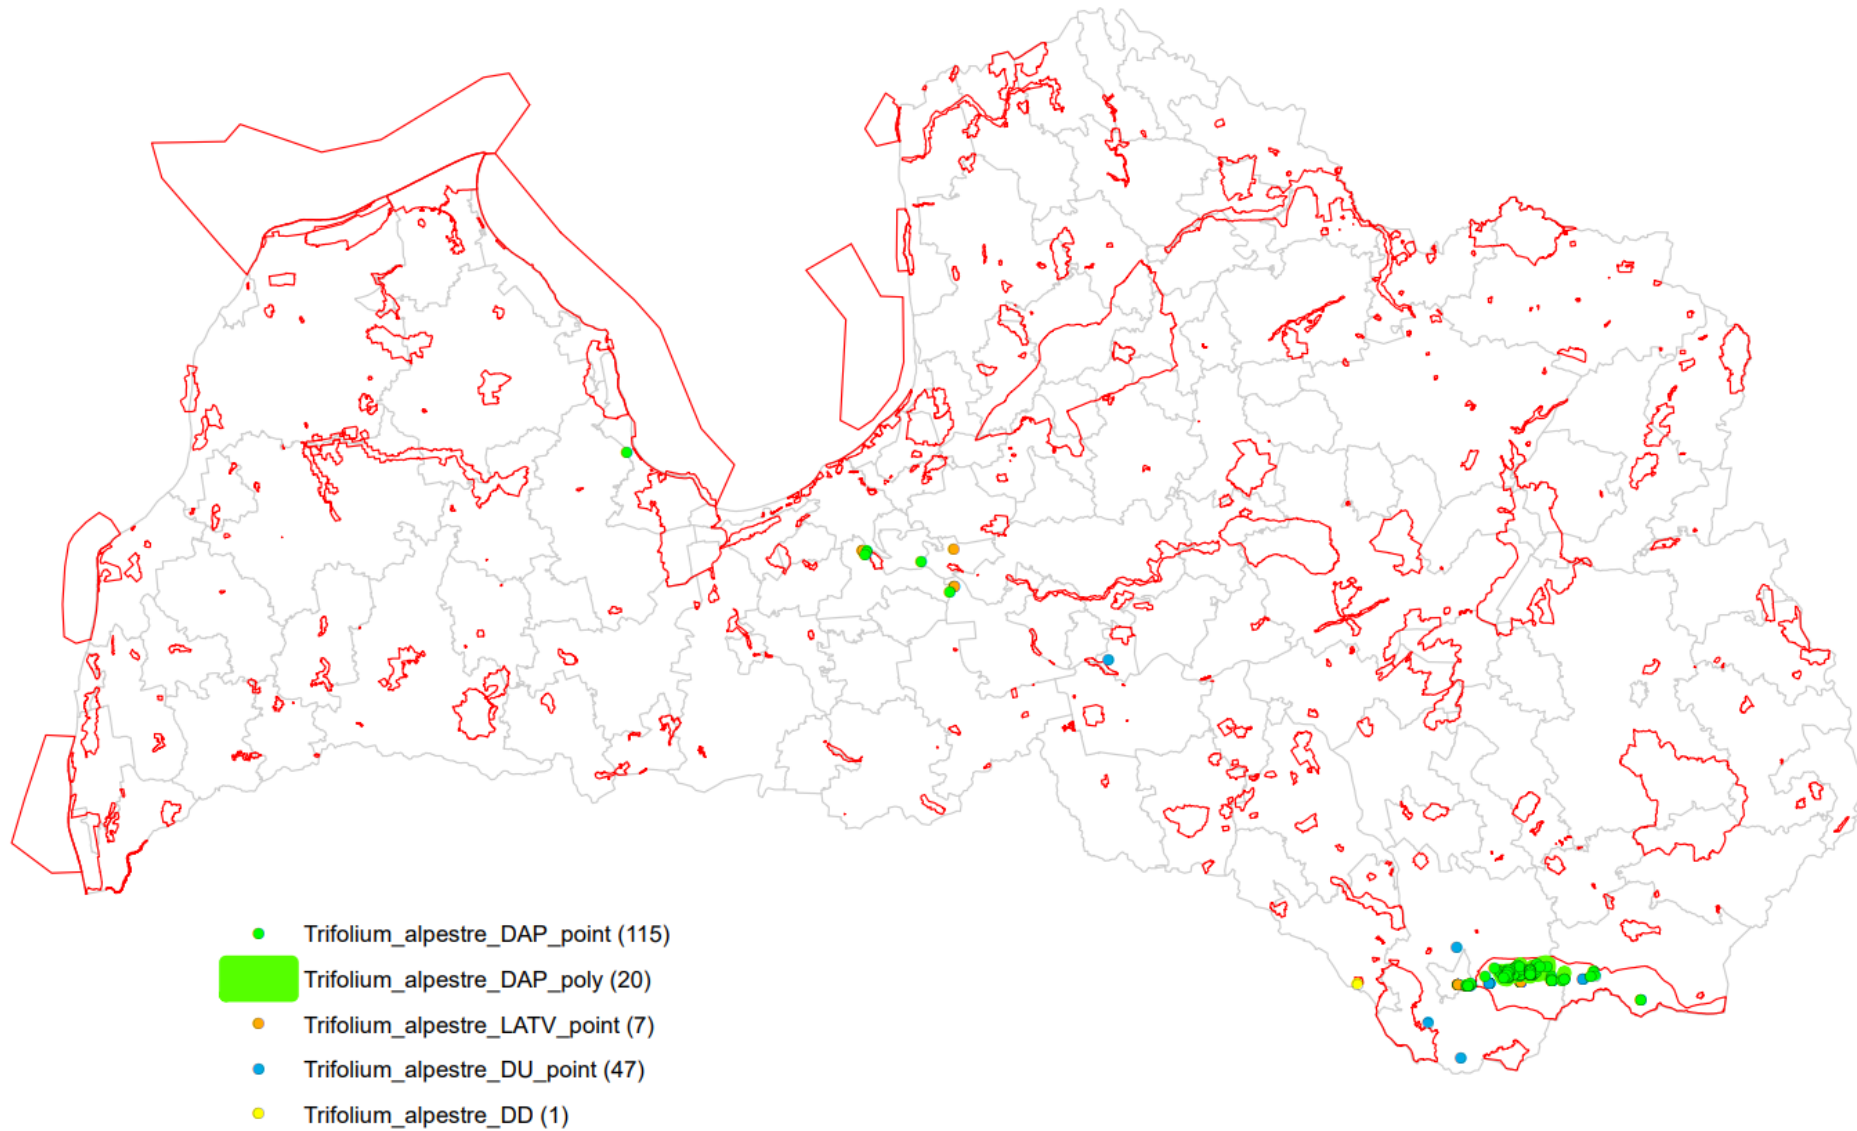 Trifolium_alpestre_DAP_point (115)
Trifolium_alpestre_DAP_poly (20)
Trifolium_alpestre_LATV_point (7)
Trifolium_alpestre_DU_point (47)
Trifolium_alpestre_DD (1)